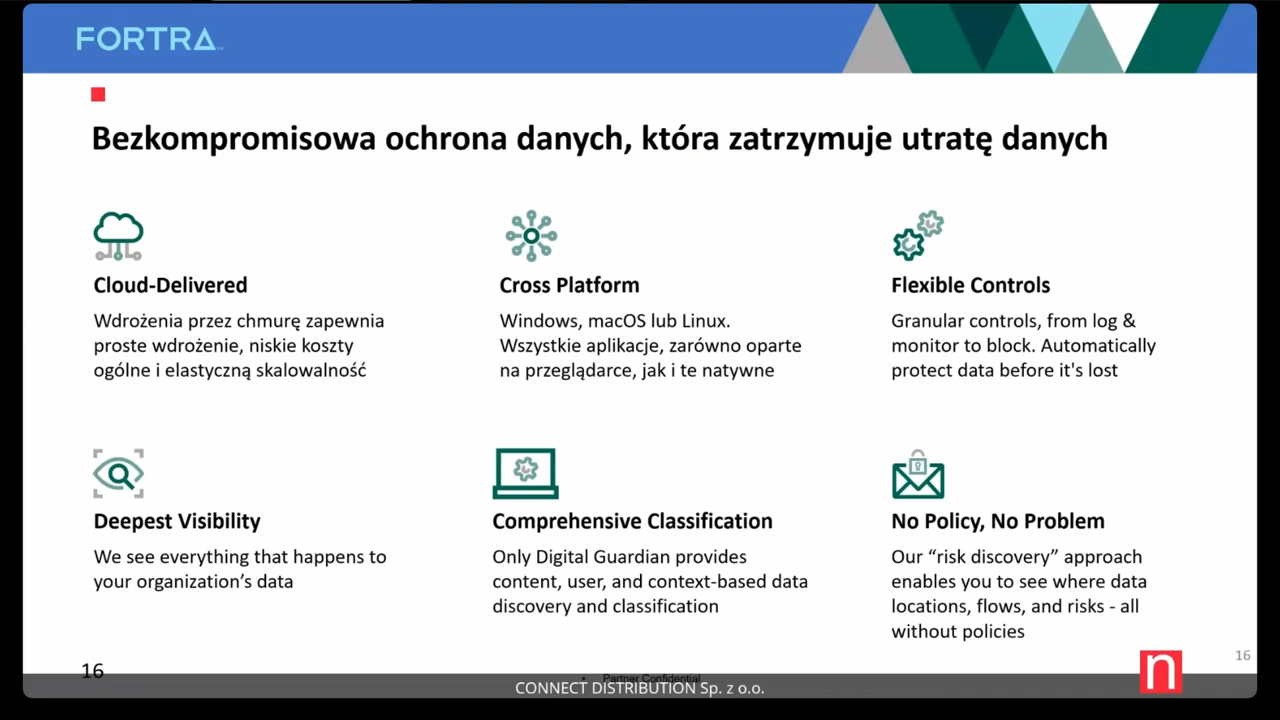 FORTRA
Bezkompromisowa ochrona danych, która zatrzymuje utratę danych
Cloud-Delivered
Wdrożenia przez chmurę zapewnia
proste wdrożenie, niskie koszty
ogólne i elastyczną skalowalność
Cross Platform
Windows, macOS lub Linux.
Wszystkie aplikacje, zarówno oparte
na przeglądarce, jak i te natywne
Flexible Controls
Granular controls, from log &
monitor to block. Automatically
protect data before it's lost
Deepest Visibility
We see everything that happens to
your organization’s data
Comprehensive Classification
Only Digital Guardian provides
content, user, and context-based data
discovery and classification
No Policy, No Problem
Our “risk discovery” approach
enables you to see where data
locations, flows, and risks - all
without policies
16
16
n
Partner Confidential
CONNECT DISTRIBUTION Sp. z o.o.